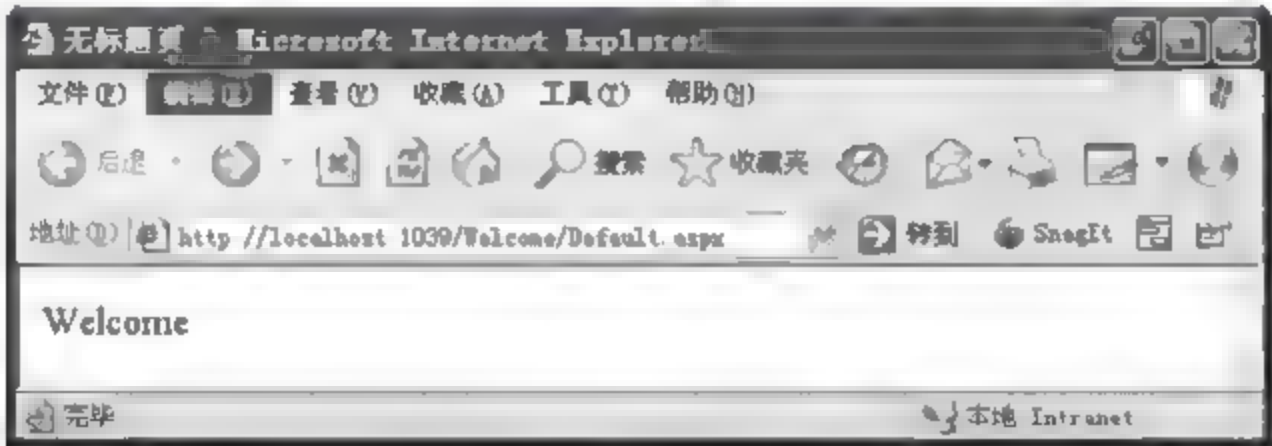 无标题页 - Microsoft Internet Explorer
文件(F) 编辑(E) 查看(V) 收藏(A) 工具(T) 帮助(H)
后退 搜索 收藏夹
地址(D) http://localhost:1039/Welcome/Default.aspx 转到 SnagIt
Welcome
完毕 本地 Intranet